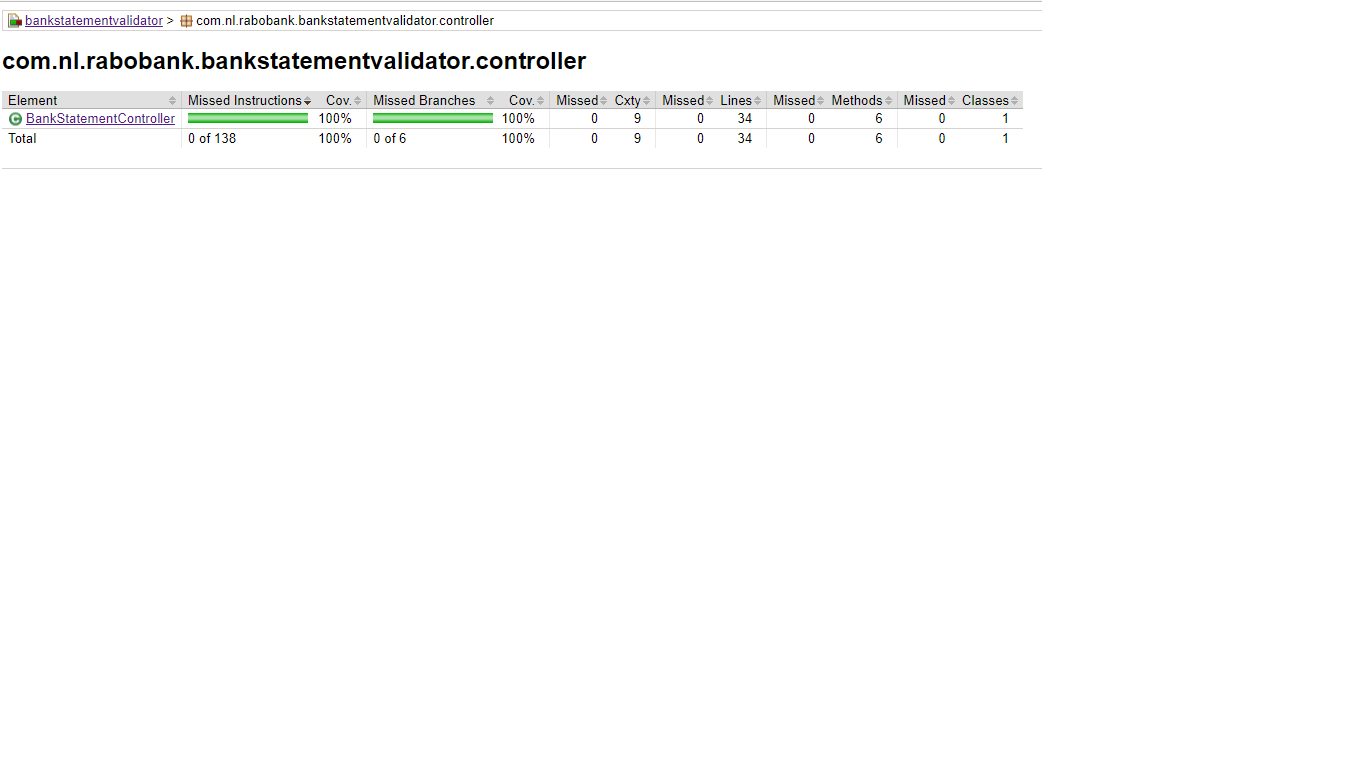 bankstatementvalidator > com.nl.rabobank.bankstatementvalidator.controller
com.nl.rabobank.bankstatementvalidator.controller
Element Missed Instructions Cov. Missed Branches Cov. Missed Cxty Missed Lines Missed Methods Missed Classes
C BankStatementController 100% 100% 0 9 0 34 0 6 0 1
Total 0 of 138 100% 0 of 6 100% 0 9 0 34 0 6 0 1